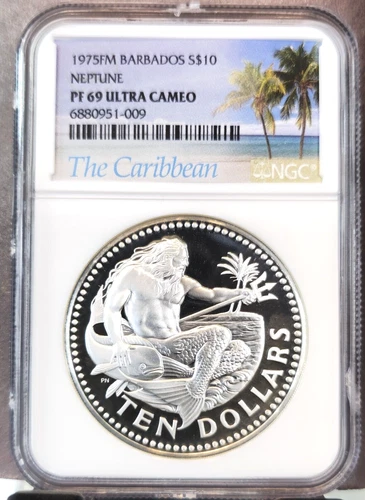 1975FM BARBADOS S$10
NEPTUNE
PF 69 ULTRA CAMEO
6880951-009
The Caribbean
NGC
PN
TEN DOLLARS